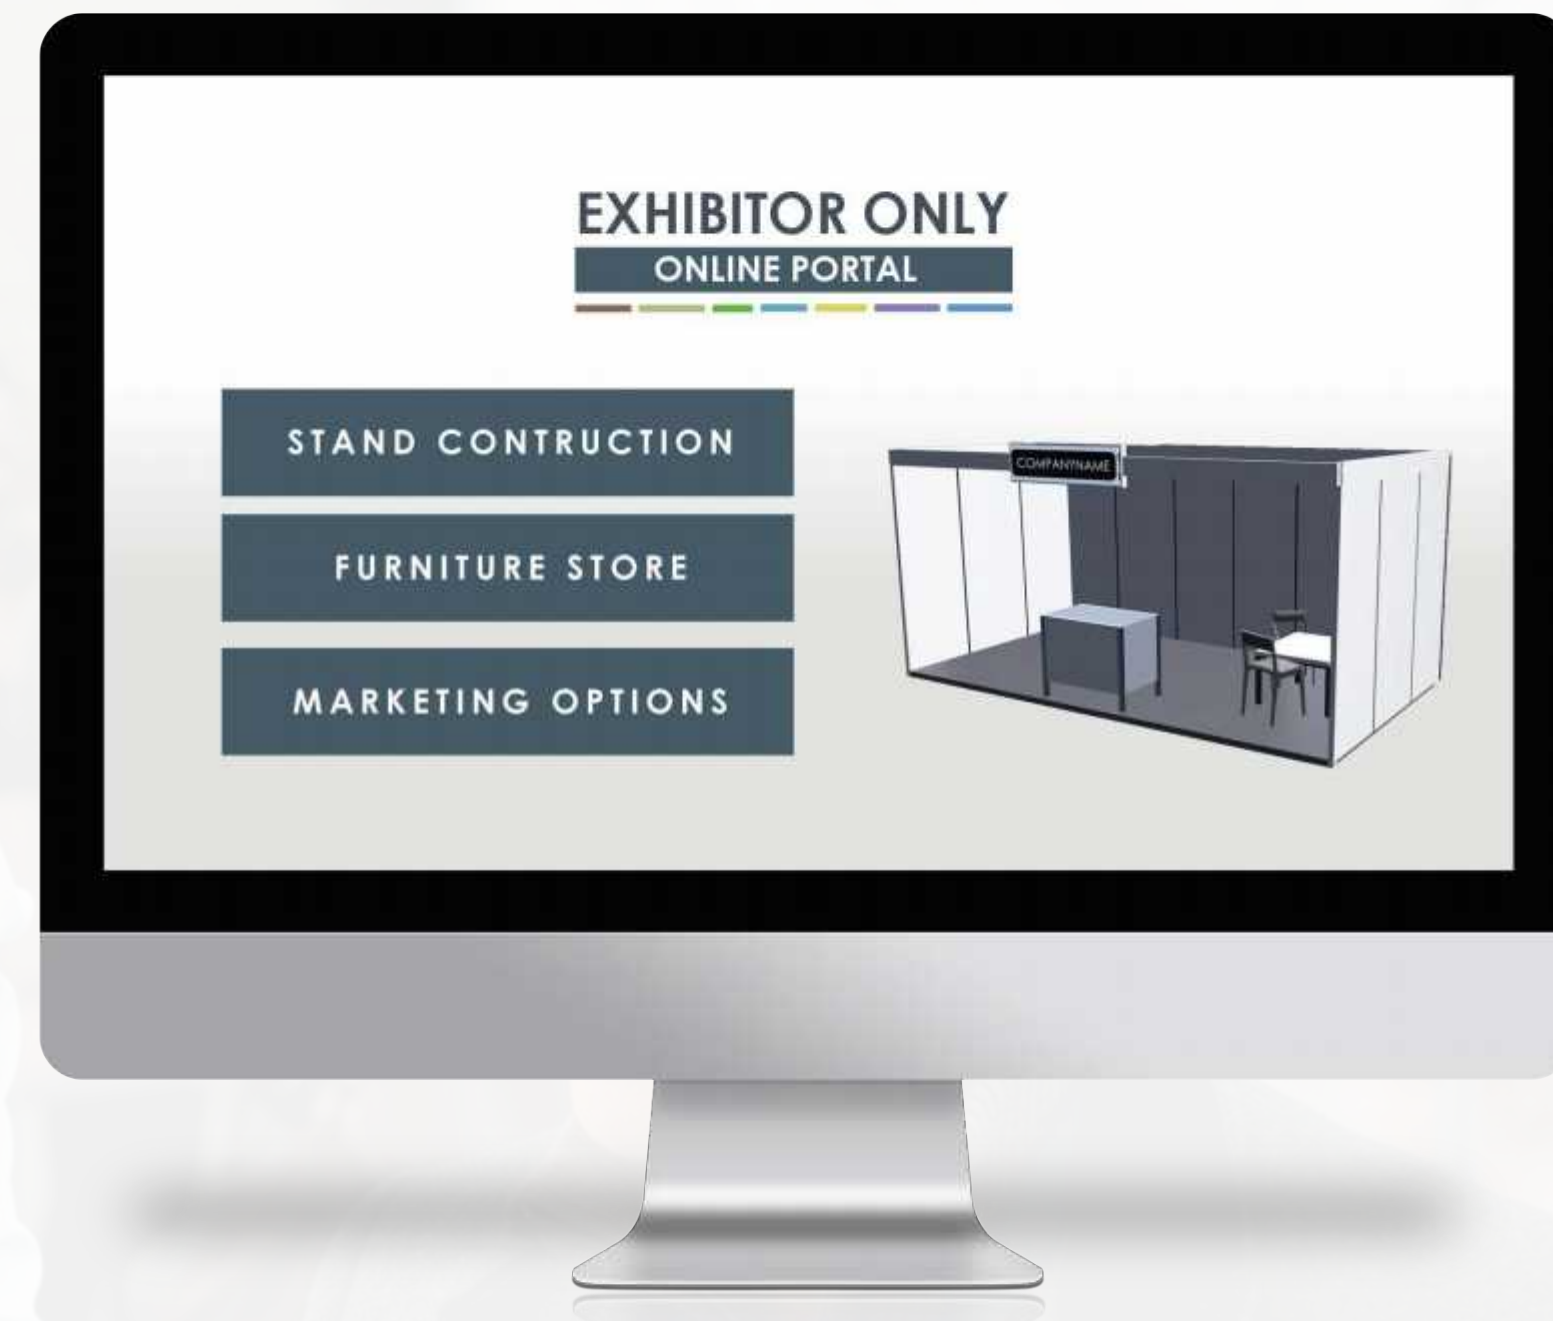 EXHIBITOR ONLY
ONLINE PORTAL
STAND CONTRUCTION
COMPANYNAME
FURNITURE STORE
MARKETING OPTIONS